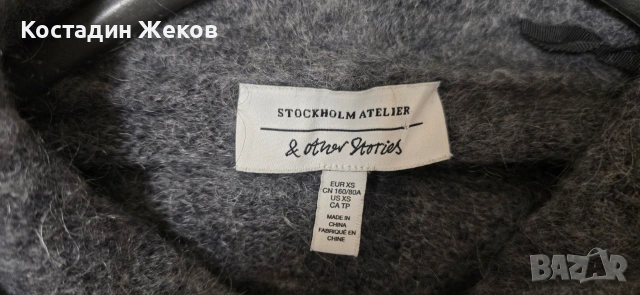 Костадин Жеков
STOCKHOLM ATELIER
& other Stories
EUR XS
CN 160/80A
US XS
CA TP
MADE IN
CHINA
FABRIQUÉ EN
CHINE
BAZAR